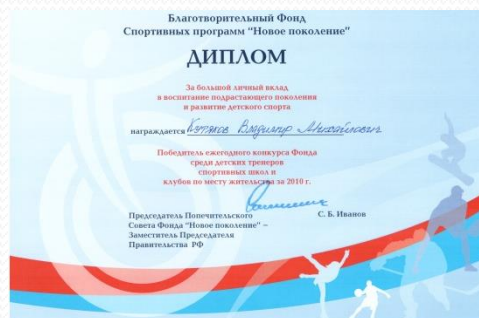 Благотворительный Фонд
Спортивных программ "Новое поколение"
ДИПЛОМ
За большой личный вклад
в воспитание подрастающего поколения
и развитие детского спорта
награждается Владимир Михайлович
Победитель ежегодного конкурса Фонда
среди детских тренеров
спортивных школ и
клубов по месту жительства за 2010 г.
Председатель Попечительского С. Б. Иванов
Совета Фонда "Новое поколение" –
Заместитель Председателя
Правительства РФ